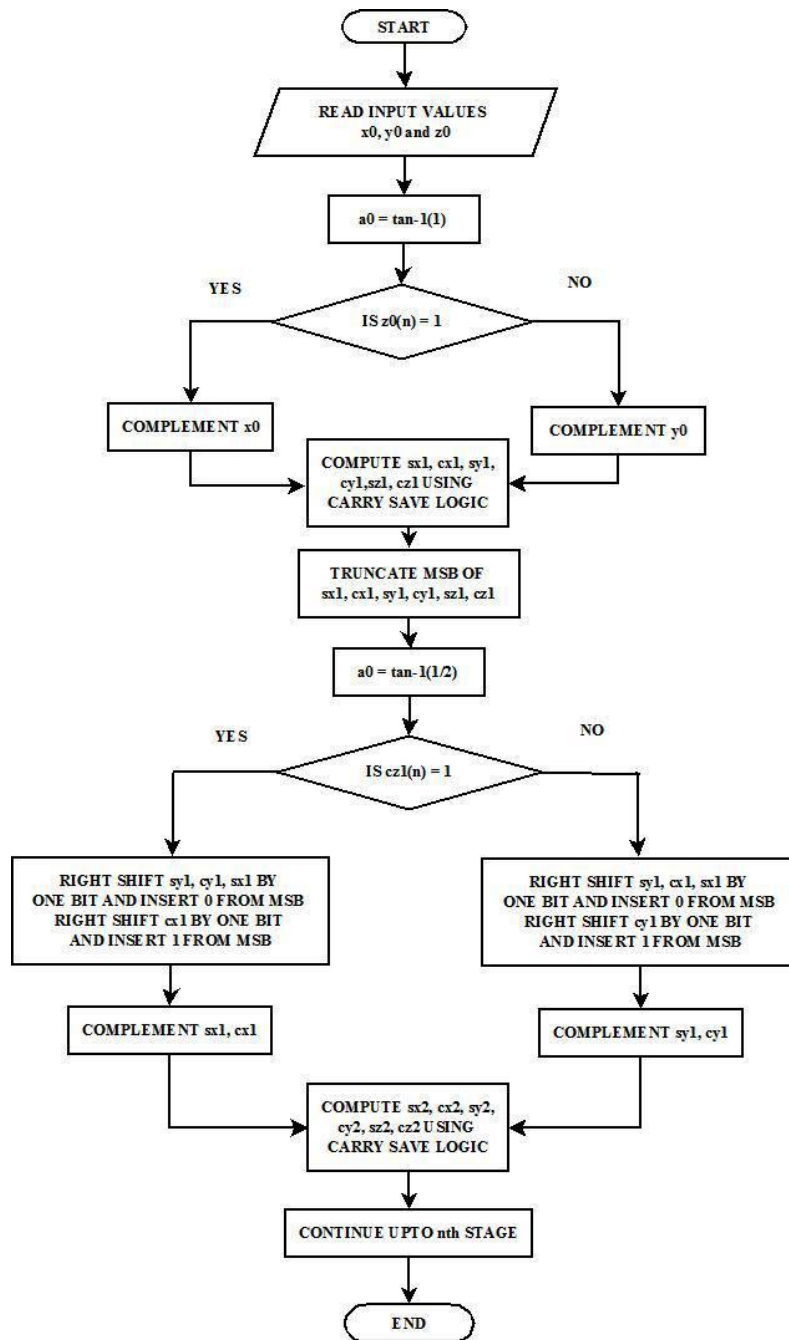 START
READ INPUT VALUES
x0, y0 and z0
a0 = tan-1(1)
YES
NO
IS z0(n) = 1
COMPLEMENT x0
COMPLEMENT y0
COMPUTE sx1, cx1, sy1,
cy1,sz1, cz1 USING
CARRY SAVE LOGIC
TRUNCATE MSB OF
sx1, cx1, sy1, cy1, sz1, cz1
a0 = tan-1(1/2)
YES
NO
IS cz1(n) = 1
RIGHT SHIFT sy1, cy1, sx1 BY
ONE BIT AND INSERT 0 FROM MSB
RIGHT SHIFT cx1 BY ONE BIT
AND INSERT 1 FROM MSB
RIGHT SHIFT sy1, cx1, sx1 BY
ONE BIT AND INSERT 0 FROM MSB
RIGHT SHIFT cy1 BY ONE BIT
AND INSERT 1 FROM MSB
COMPLEMENT sx1, cx1
COMPLEMENT sy1, cy1
COMPUTE sx2, cx2, sy2,
cy2, sz2, cz2 USING
CARRY SAVE LOGIC
CONTINUE UPTO nth STAGE
END